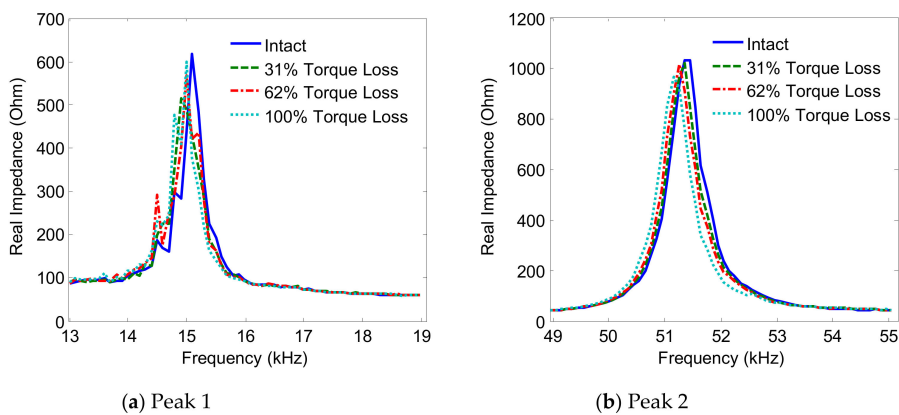 700
600
500
400
300
200
100
0
Real Impedance (Ohm)
Intact
31% Torque Loss
62% Torque Loss
100% Torque Loss
13 14 15 16 17 18 19
Frequency (kHz)
(a) Peak 1
1200
1000
800
600
400
200
0
Real Impedance (Ohm)
Intact
31% Torque Loss
62% Torque Loss
100% Torque Loss
49 50 51 52 53 54 55
Frequency (kHz)
(b) Peak 2